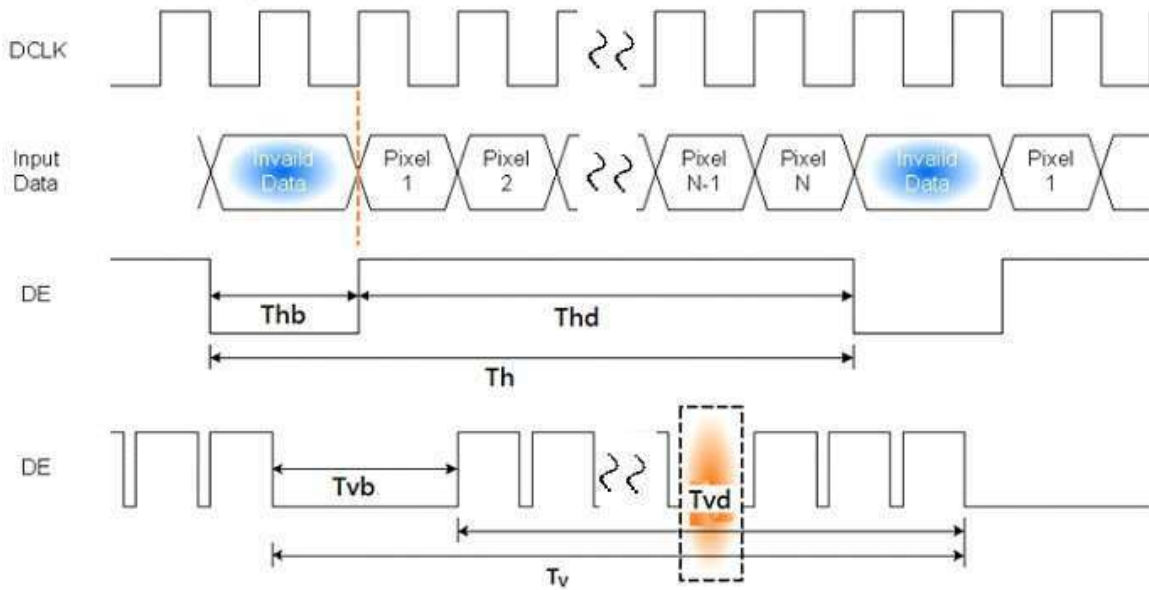 DCLK
Input
Data
Invaild
Data
Pixel
1
Pixel
2
Pixel
N-1
Pixel
N
Invaild
Data
Pixel
1
DE
Thb
Thd
Th
DE
Tvb
Tvd
Tv